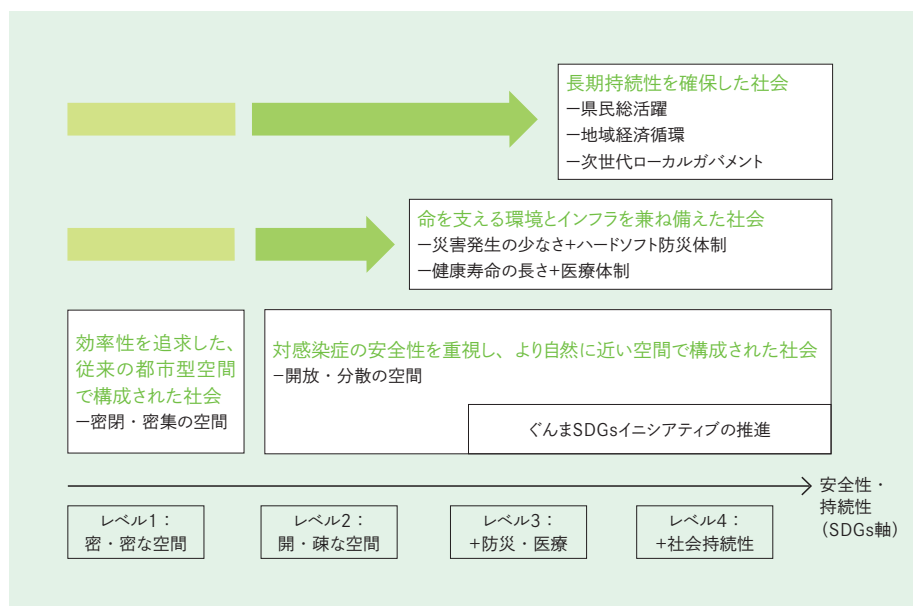 長期持続性を確保した社会
ー県民総活躍
ー地域経済循環
ー次世代ローカルガバメント
命を支える環境とインフラを兼ね備えた社会
ー災害発生の少なさ+ハードソフト防災体制
ー健康寿命の長さ+医療体制
効率性を追求した、
従来の都市型空間
で構成された社会
ー密閉・密集の空間
対感染症の安全性を重視し、より自然に近い空間で構成された社会
ー開放・分散の空間
ぐんまSDGsイニシアティブの推進
安全性・
持続性
（SDGs軸）
レベル1：
密・密な空間
レベル2：
開・疎な空間
レベル3：
+防災・医療
レベル4：
+社会持続性